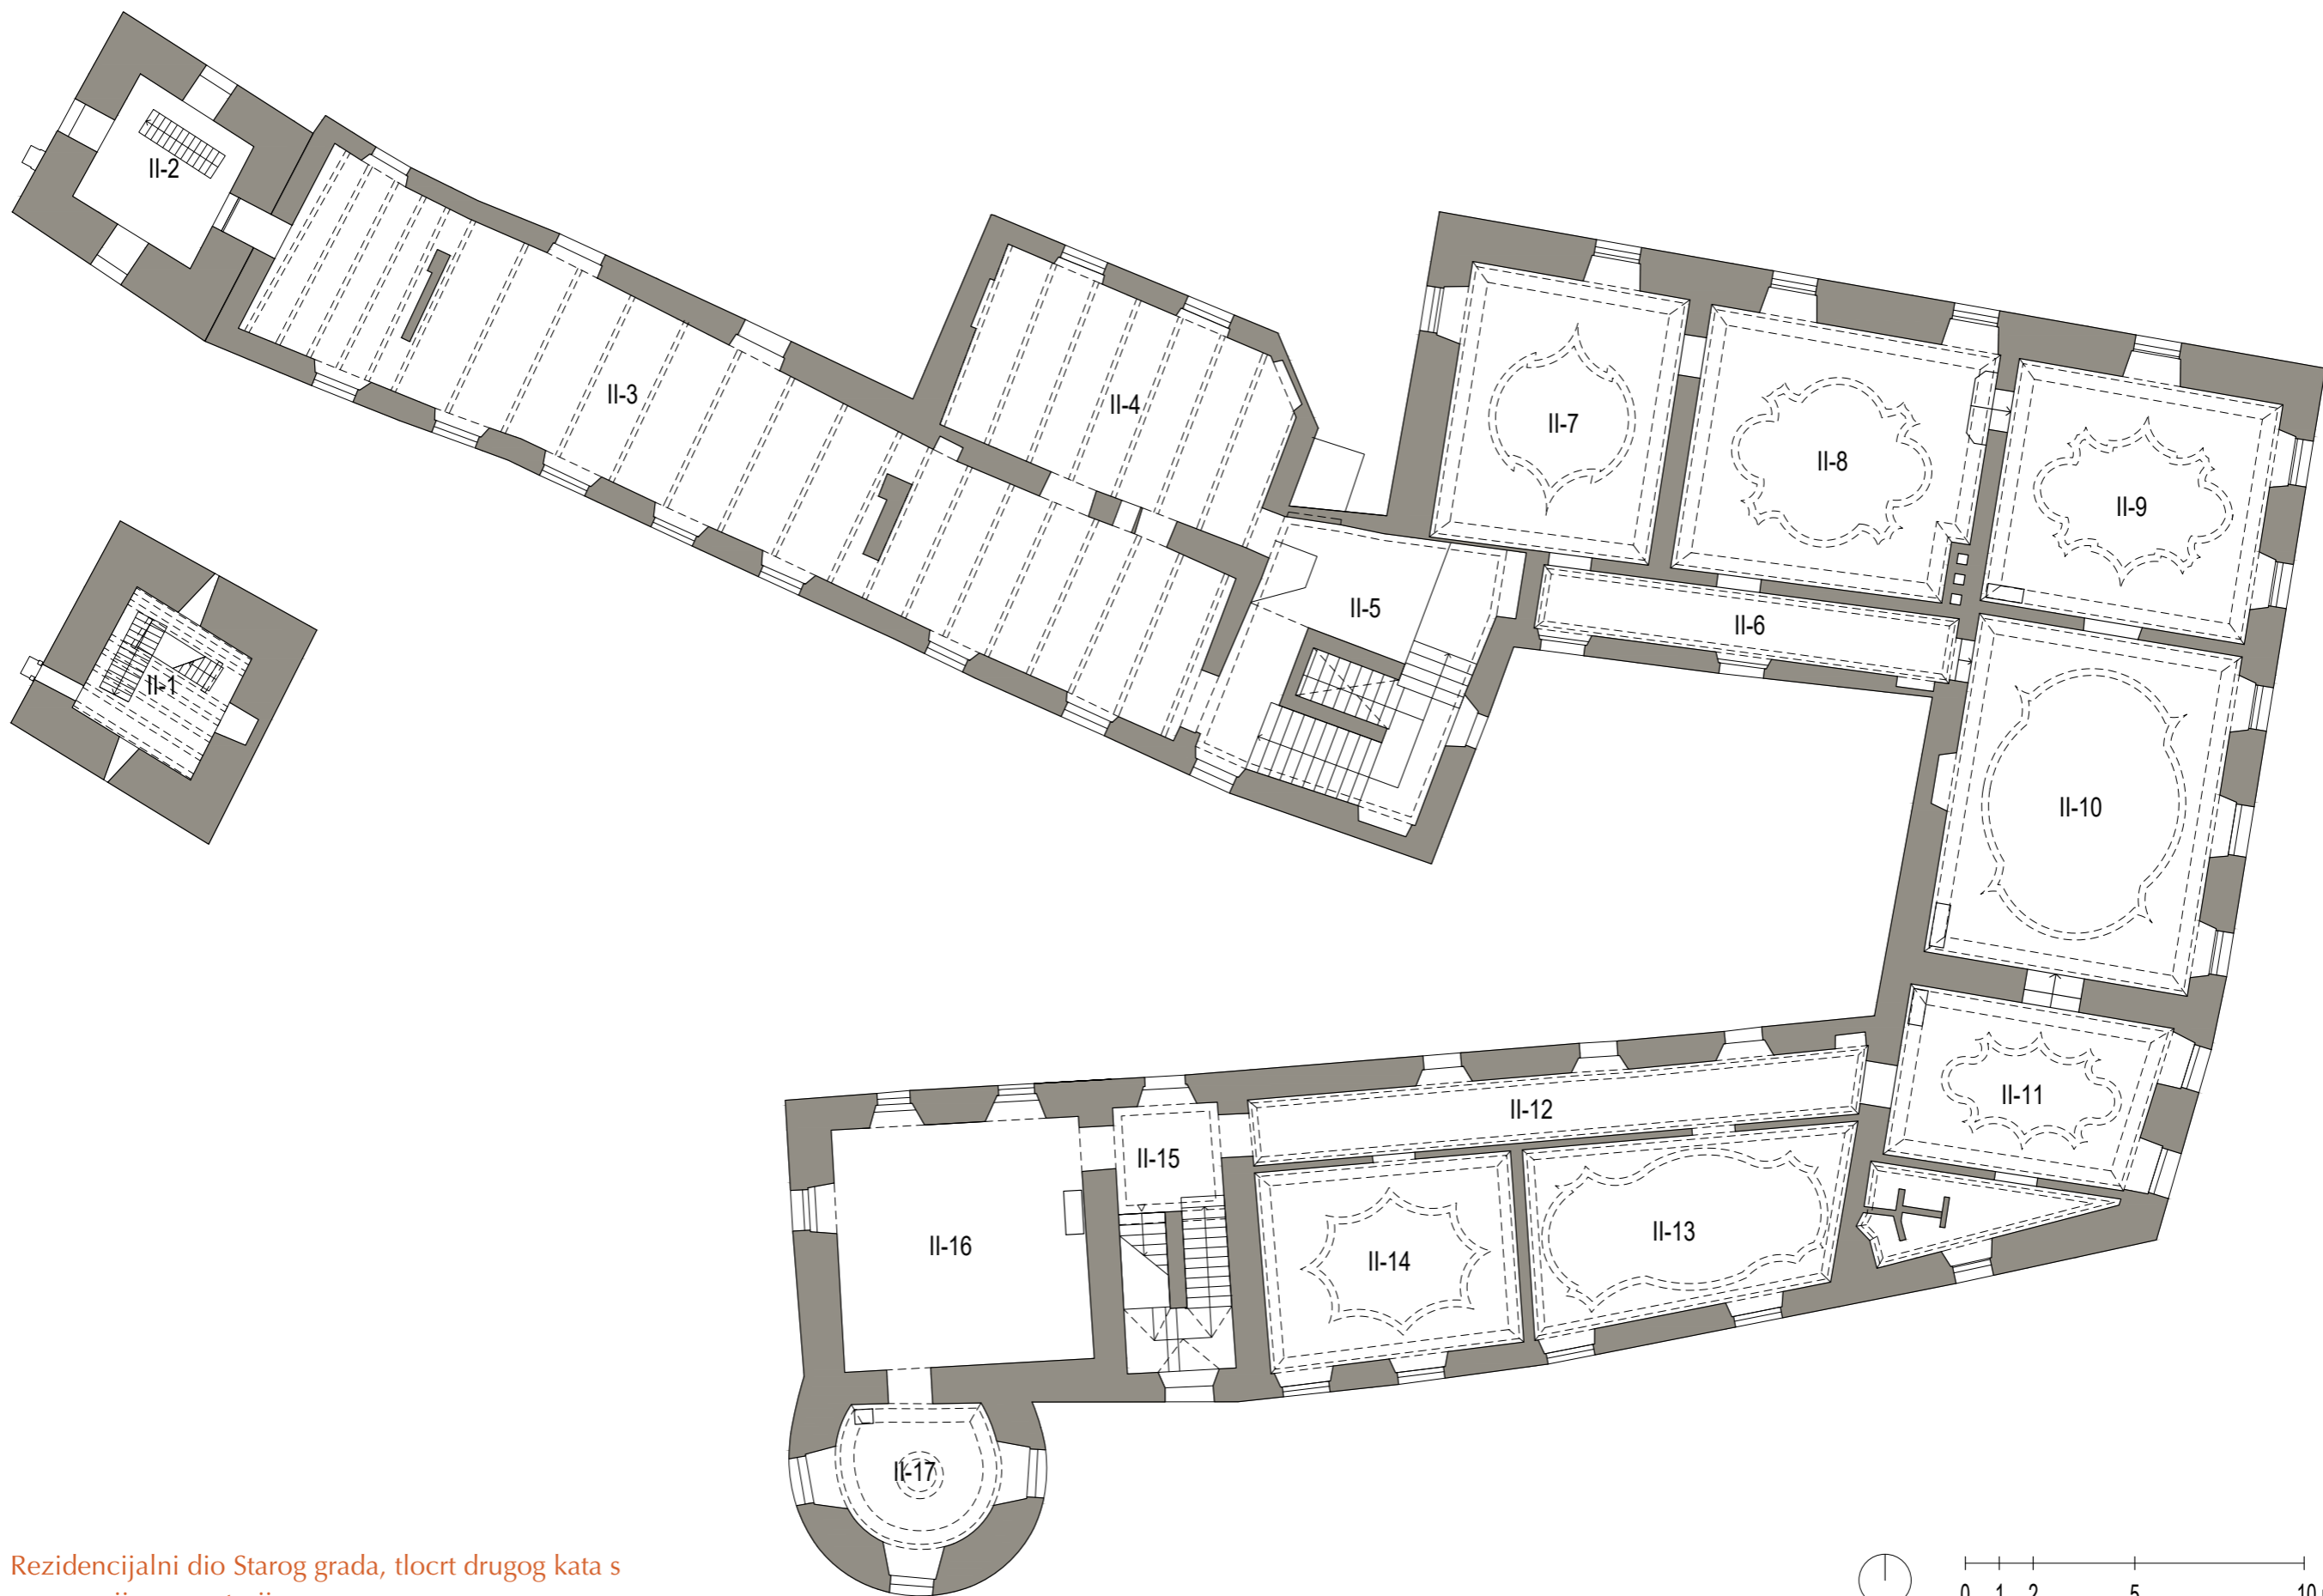 II-2
II-3
II-4
II-7
II-8
II-9
II-5
II-6
II-1
II-10
II-11
II-12
II-15
II-13
II-16
II-14
II-17
Rezidencijalni dio Starog grada, tlocrt drugog kata s
0 1 2 5 10